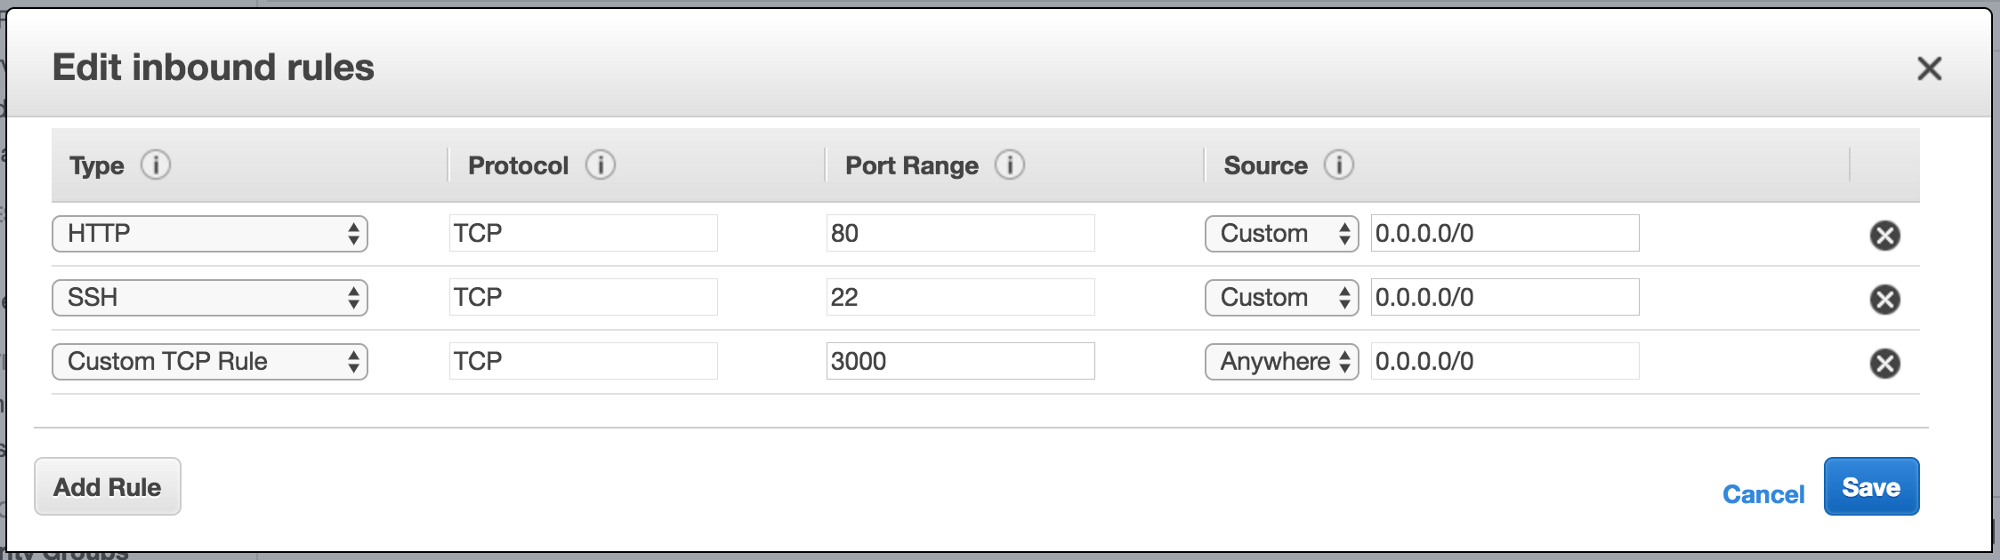 Edit inbound rules
Type Protocol Port Range Source
HTTP TCP 80 Custom 0.0.0.0/0
SSH TCP 22 Custom 0.0.0.0/0
Custom TCP Rule TCP 3000 Anywhere 0.0.0.0/0
Add Rule Cancel Save
Groups